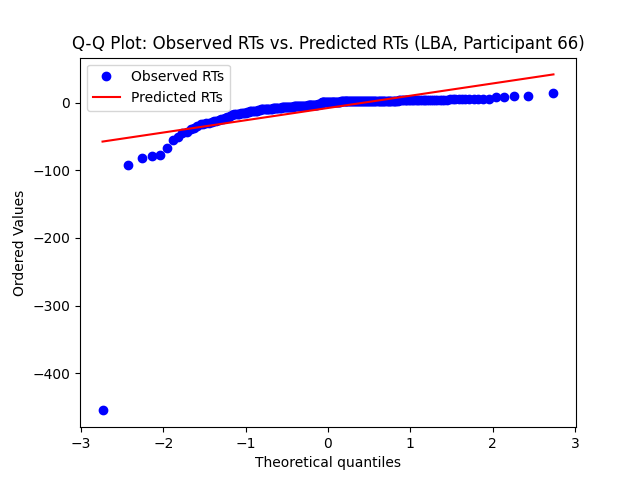 Q-Q Plot: Observed RTs vs. Predicted RTs (LBA, Participant 66)
Observed RTs
Predicted RTs
Ordered Values
0
−100
−200
−300
−400
−3
−2
−1
0
1
2
3
Theoretical quantiles